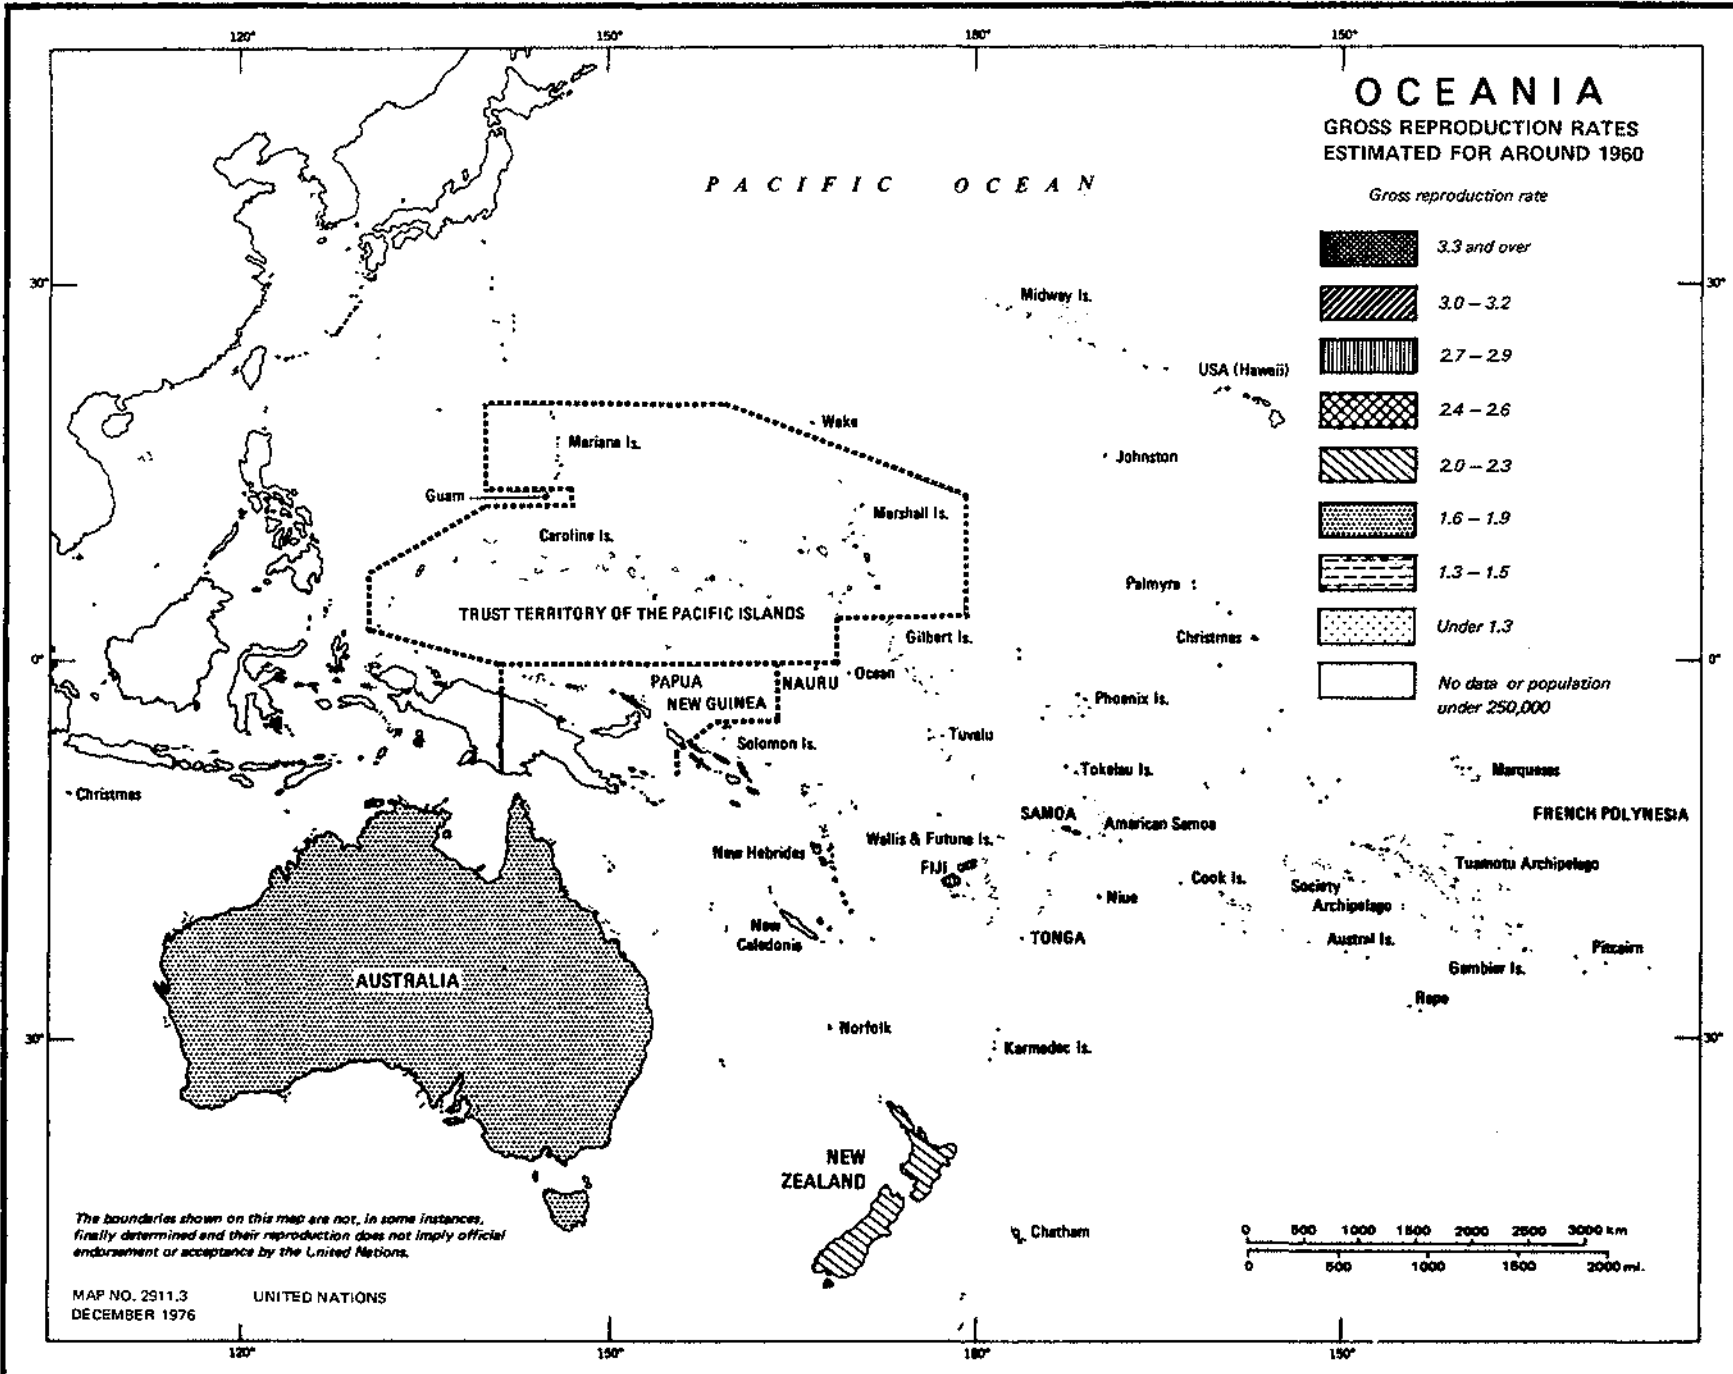 120°
150°
180°
150°
OCEANIA
GROSS REPRODUCTION RATES
ESTIMATED FOR AROUND 1960
Gross reproduction rate
3.3 and over
3.0 – 3.2
2.7 – 2.9
2.4 – 2.6
2.0 – 2.3
1.6 – 1.9
1.3 – 1.5
Under 1.3
No data or population
under 250,000
PACIFIC OCEAN
30°
30°
Midway Is.
USA (Hawaii)
Wake
Mariana Is.
Johnston
Guam
Marshall Is.
Caroline Is.
Palmyra
TRUST TERRITORY OF THE PACIFIC ISLANDS
Gilbert Is.
Christmas
0°
0°
Ocean
PAPUA
NEW GUINEA
NAURU
Phoenix Is.
Solomon Is.
Tuvalu
Tokelau Is.
Marquesas
Christmas
SAMOA
American Samoa
FRENCH POLYNESIA
Wallis & Futuna Is.
New Hebrides
FIJI
Tuamotu Archipelago
Cook Is.
Society
Archipelago
Niue
New
Caledonia
TONGA
Austral Is.
Pitcairn
Gambier Is.
AUSTRALIA
Rapa
Norfolk
30°
30°
Karmadec Is.
NEW
ZEALAND
Chatham
The boundaries shown on this map are not, in some instances,
finally determined and their reproduction does not imply official
endorsement or acceptance by the United Nations.
0 500 1000 1500 2000 2500 3000 km
0 500 1000 1500 2000 mi.
MAP NO. 2911.3 UNITED NATIONS
DECEMBER 1976
120°
150°
180°
150°